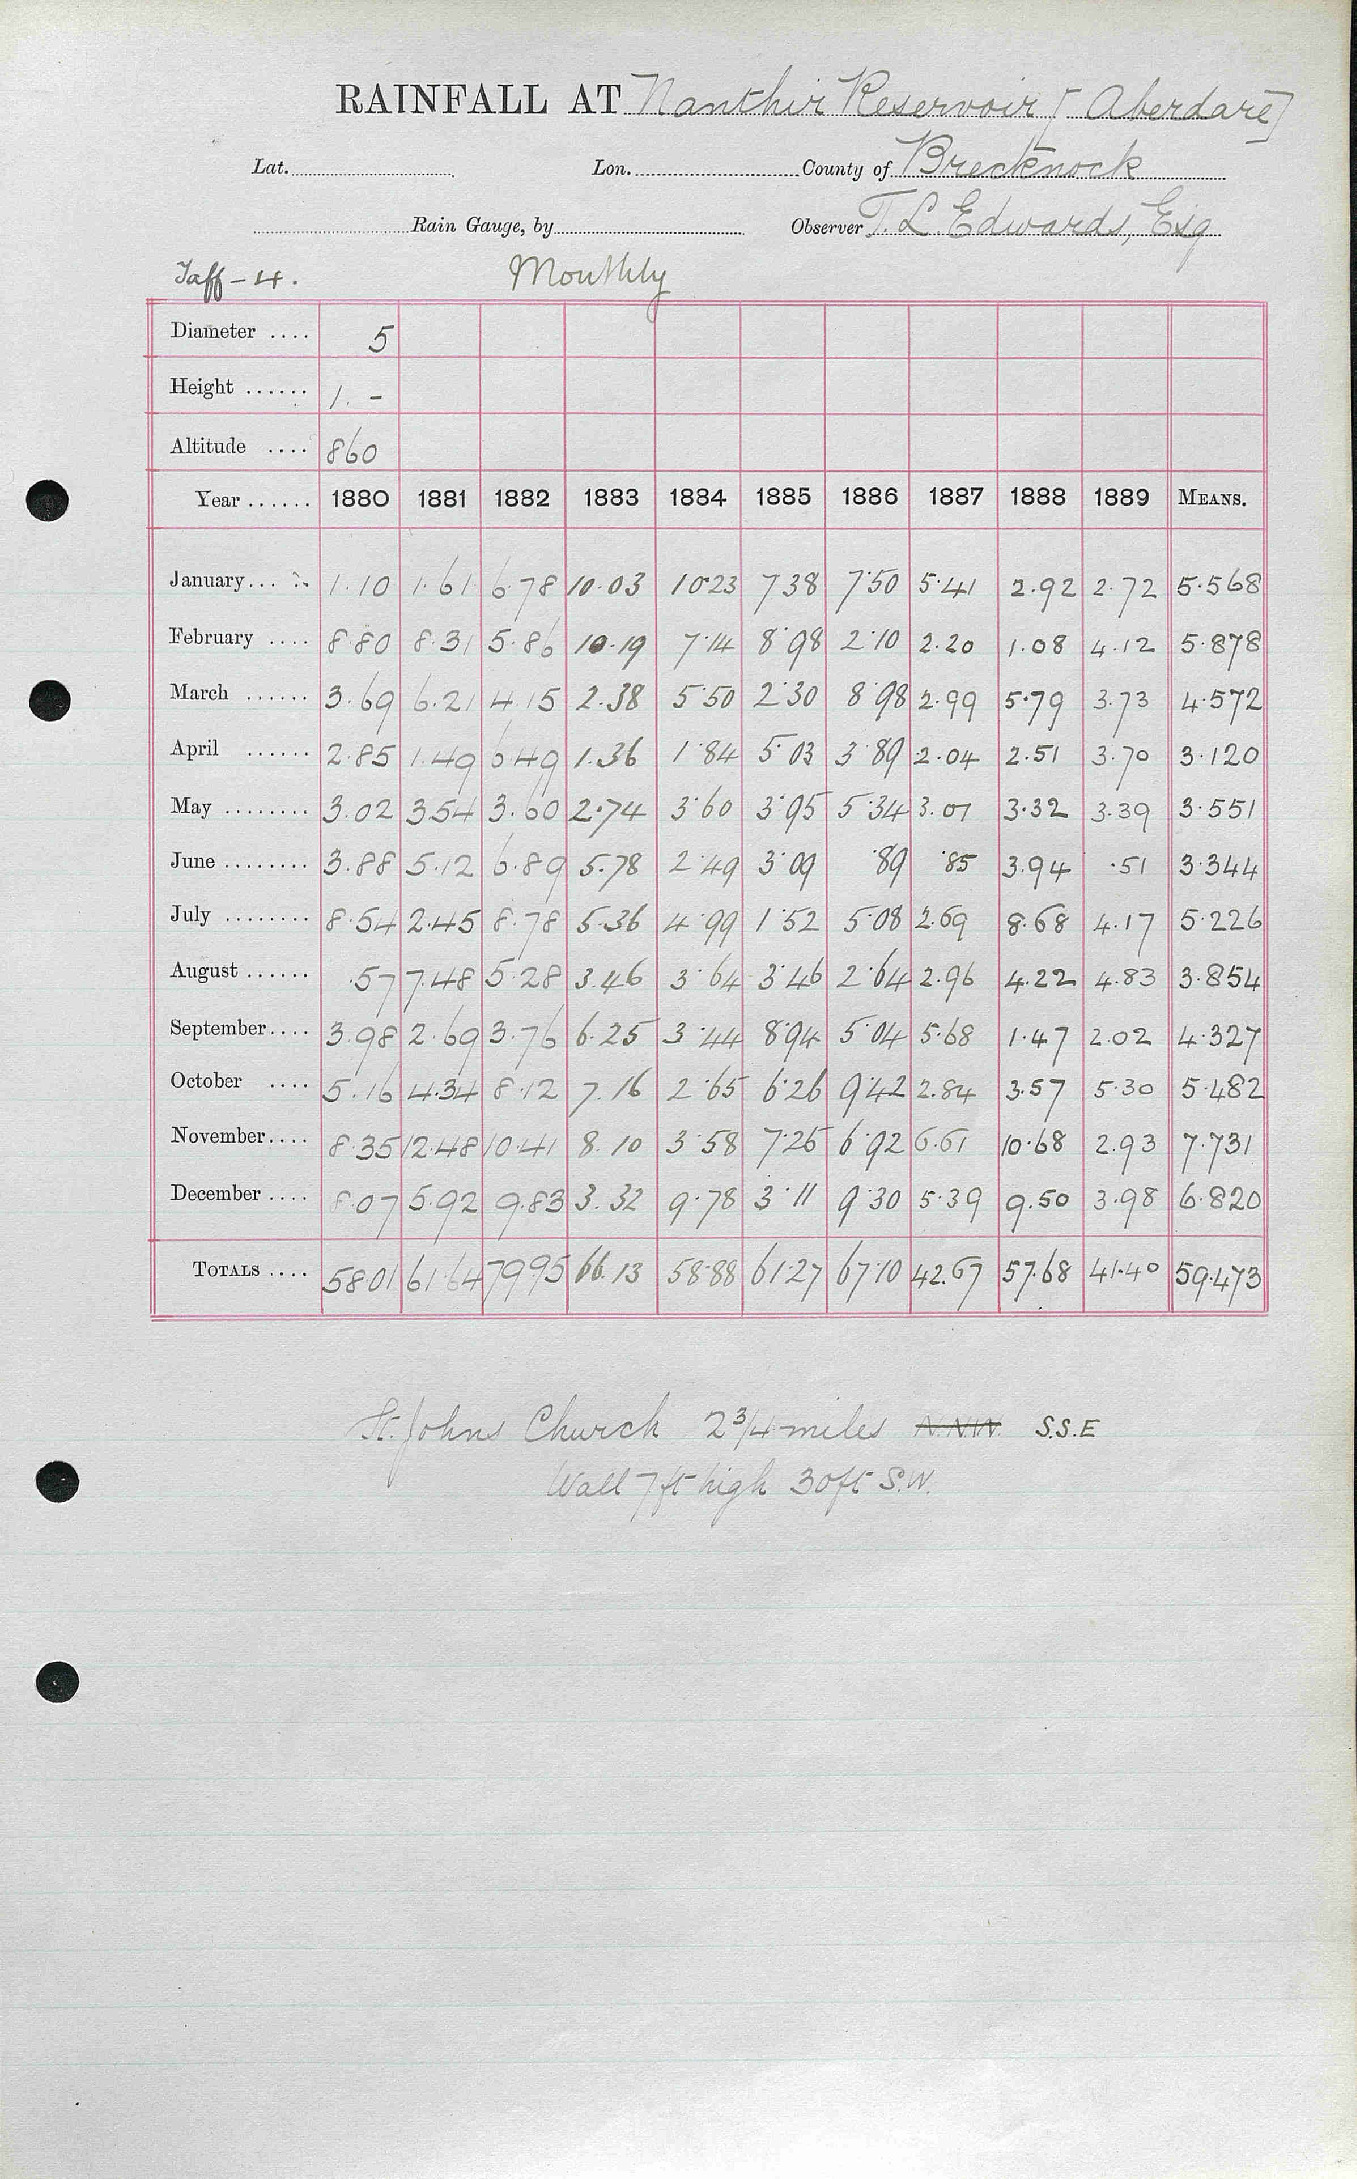 RAINFALL AT Nanthir Reservoir [Aberdare]
Lat. Lon. County of Brecknock
Rain Gauge, by Observer T. L. Edwards, Esq
Taff - 4. Monthly
Diameter .... 5
Height ...... 1. -
Altitude .... 860
Year ...... 1880 1881 1882 1883 1884 1885 1886 1887 1888 1889 MEANS.
January... 1.10 1.61 6.78 10.03 10.23 7.38 7.50 5.41 2.92 2.72 5.568
February .... 8.80 8.31 5.86 10.19 7.14 8.98 2.10 2.20 1.08 4.12 5.878
March ...... 3.69 6.21 4.15 2.38 5.50 2.30 8.98 2.99 5.79 3.73 4.572
April ...... 2.85 1.49 6.49 1.36 1.84 5.03 3.89 2.04 2.51 3.70 3.120
May ........ 3.02 3.54 3.60 2.74 3.60 3.95 5.34 3.07 3.32 3.39 3.551
June ........ 3.88 5.12 6.89 5.78 2.49 3.09 .89 .85 3.94 .51 3.344
July ........ 8.54 2.45 8.78 5.36 4.99 1.52 5.08 2.69 8.68 4.17 5.226
August ...... .57 7.48 5.28 3.46 3.64 3.46 2.64 2.96 4.22 4.83 3.854
September.... 3.98 2.69 3.76 6.25 3.44 8.94 5.04 5.68 1.47 2.02 4.327
October .... 5.16 4.34 8.12 7.16 2.65 6.26 9.42 2.84 3.57 5.30 5.482
November.... 8.35 12.48 10.41 8.10 3.58 7.25 6.92 6.61 10.68 2.93 7.731
December .... 8.07 5.92 9.83 3.32 9.78 3.11 9.30 5.39 9.50 3.98 6.820
TOTALS .... 58.01 61.64 79.95 66.13 58.88 61.27 67.10 42.67 57.68 41.40 59.473
St. Johns Church 2 3/4 miles N.N.W. S.S.E
Wall 7 ft high 30ft S.W.